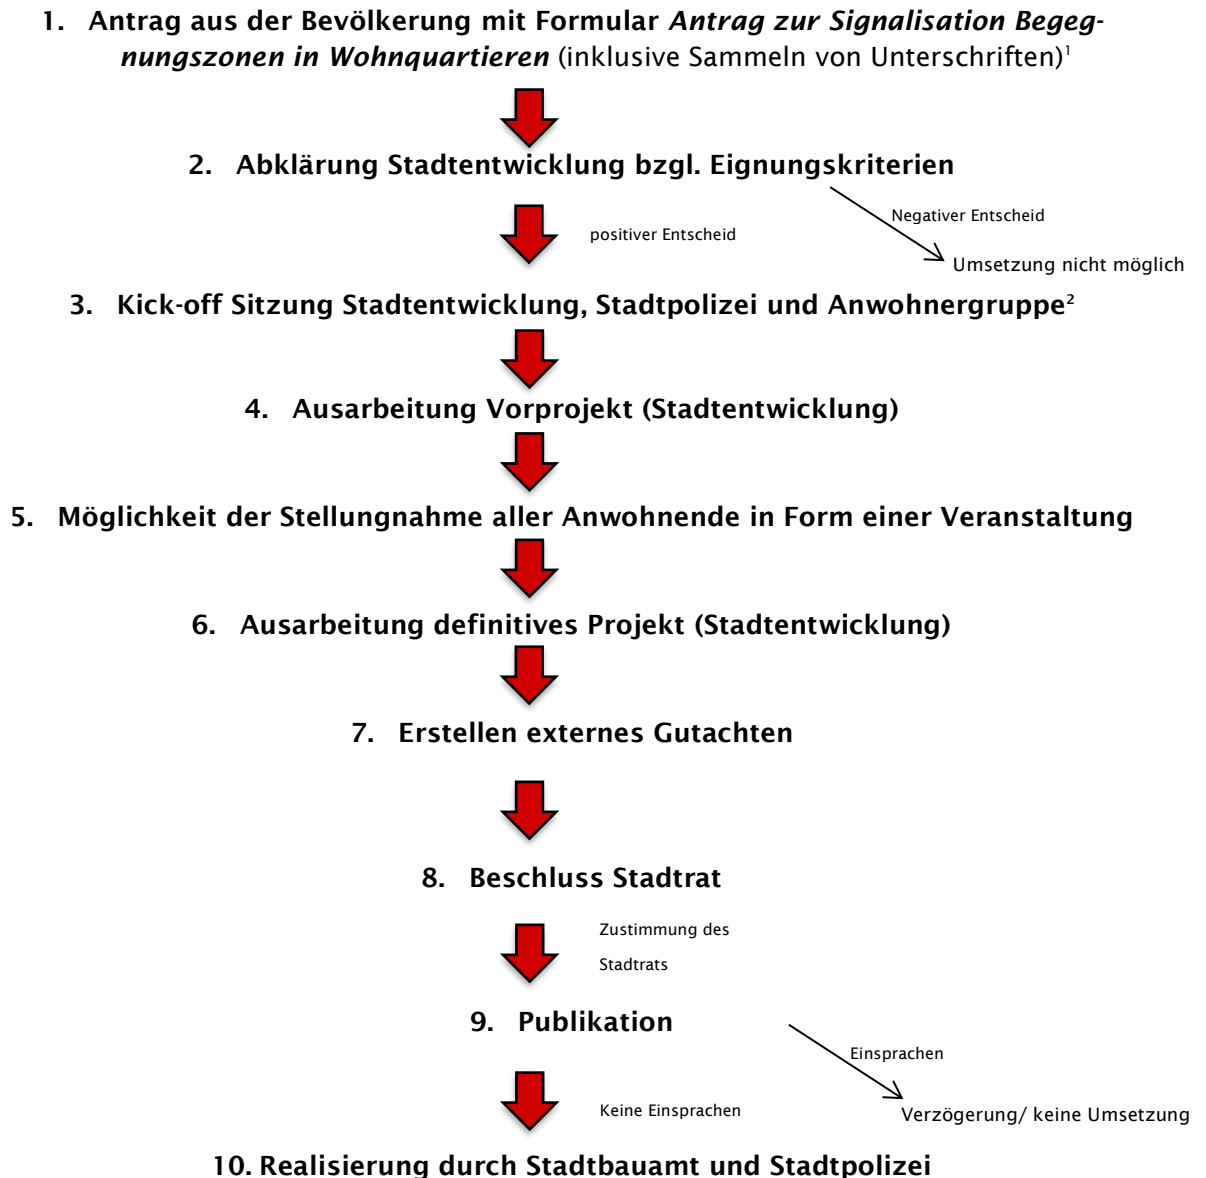 1. Antrag aus der Bevölkerung mit Formular Antrag zur Signalisation Begeg-
nungszonen in Wohnquartieren (inklusive Sammeln von Unterschriften)¹
2. Abklärung Stadtentwicklung bzgl. Eignungskriterien
Negativer Entscheid
positiver Entscheid
Umsetzung nicht möglich
3. Kick-off Sitzung Stadtentwicklung, Stadtpolizei und Anwohnergruppe²
4. Ausarbeitung Vorprojekt (Stadtentwicklung)
5. Möglichkeit der Stellungnahme aller Anwohnende in Form einer Veranstaltung
6. Ausarbeitung definitives Projekt (Stadtentwicklung)
7. Erstellen externes Gutachten
8. Beschluss Stadtrat
Zustimmung des
Stadtrats
9. Publikation
Einsprachen
Keine Einsprachen
Verzögerung/ keine Umsetzung
10. Realisierung durch Stadtbauamt und Stadtpolizei